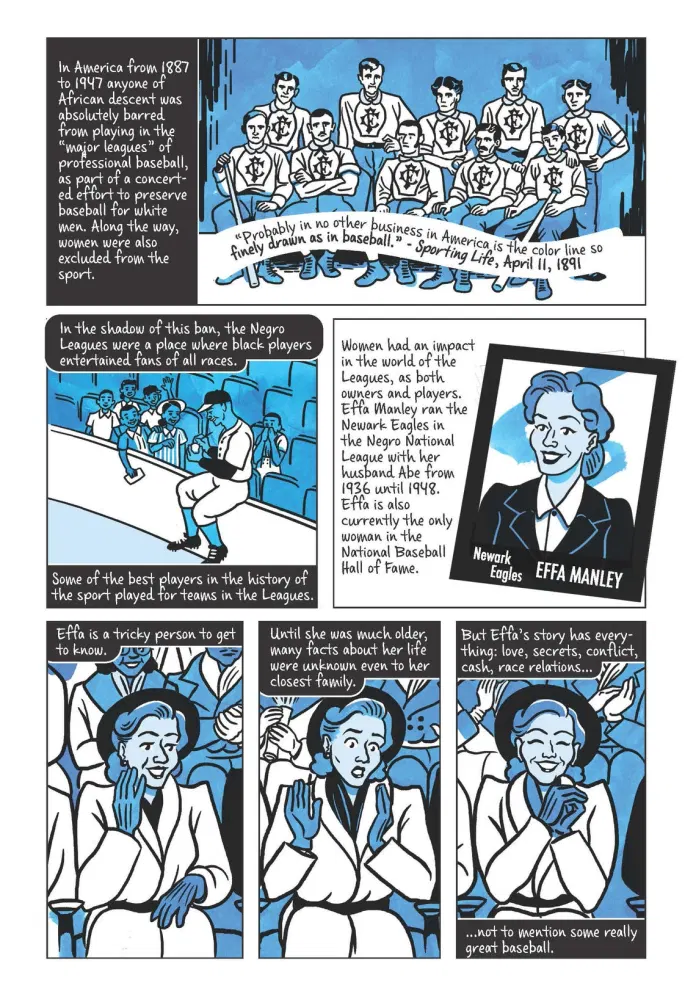 In America from 1887
to 1947 anyone of
African descent was
absolutely barred
from playing in the
"major leagues" of
professional baseball,
as part of a concert-
ed effort to preserve
baseball for white
men. Along the way,
women were also
excluded from the
sport.
"Probably in no other business in America is the color line so
finely drawn as in baseball." - Sporting Life, April 11, 1891
In the shadow of this ban, the Negro
Leagues were a place where black players
entertained fans of all races.
Some of the best players in the history of
the sport played for teams in the Leagues.
Women had an impact
in the world of the
Leagues, as both
owners and players.
Effa Manley ran the
Newark Eagles in
the Negro National
League with her
husband Abe from
1936 until 1948.
Effa is also
currently the only
woman in the
National Baseball
Hall of Fame.
Newark
Eagles
EFFA MANLEY
Effa is a tricky person to get
to know.
Until she was much older,
many facts about her life
were unknown even to her
closest family.
But Effa's story has every-
thing: love, secrets, conflict,
cash, race relations...
...not to mention some really
great baseball.